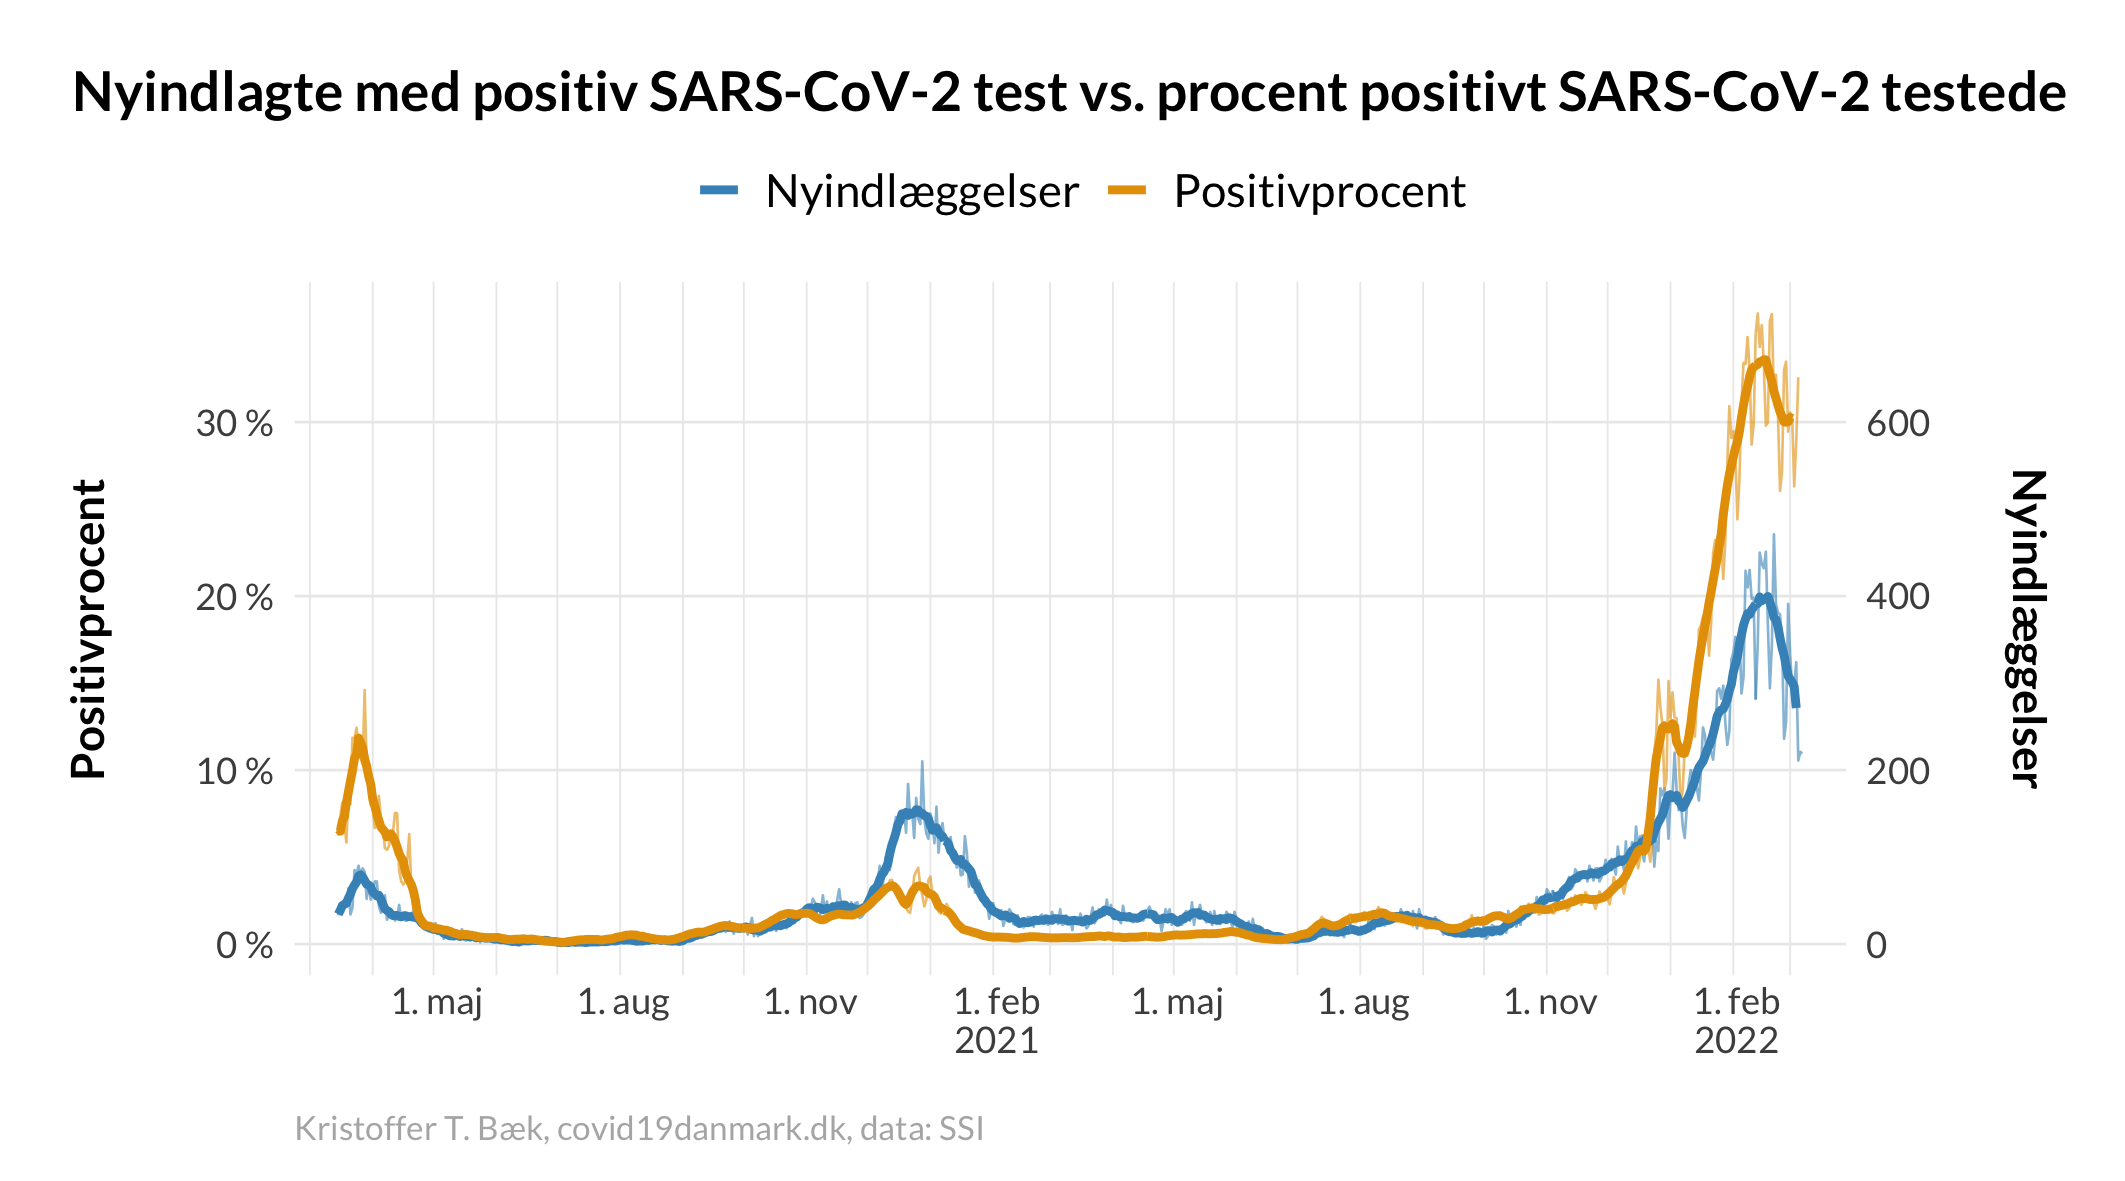 Nyindlagte med positiv SARS-CoV-2 test vs. procent positivt SARS-CoV-2 testede
Nyindlæggelser
Positivprocent
Positivprocent
30 %
20 %
10 %
0 %
600
400
200
0
Nyindlæggelser
1. maj
1. aug
1. nov
1. feb
2021
1. maj
1. aug
1. nov
1. feb
2022
Kristoffer T. Bæk, covid19danmark.dk, data: SSI